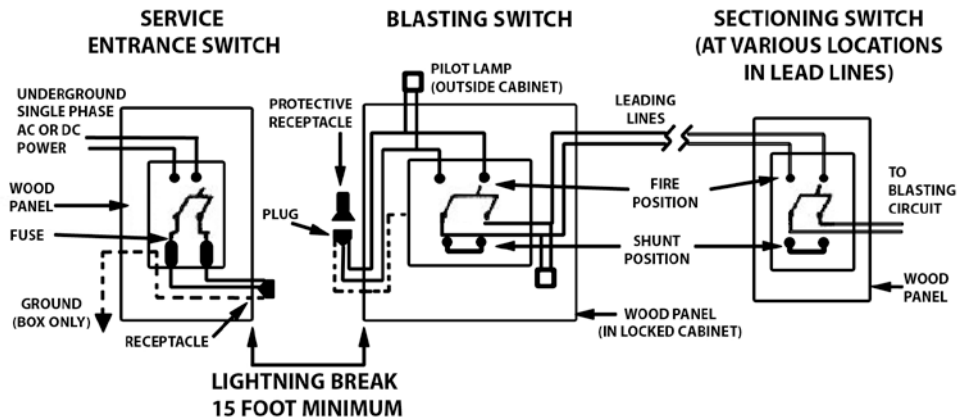 SERVICE
ENTRANCE SWITCH
BLASTING SWITCH
SECTIONING SWITCH
(AT VARIOUS LOCATIONS
IN LEAD LINES)
UNDERGROUND
SINGLE PHASE
AC OR DC
POWER
WOOD
PANEL
FUSE
GROUND
(BOX ONLY)
RECEPTACLE
PROTECTIVE
RECEPTACLE
PLUG
PILOT LAMP
(OUTSIDE CABINET)
LEADING
LINES
FIRE
POSITION
SHUNT
POSITION
WOOD PANEL
(IN LOCKED CABINET)
TO
BLASTING
CIRCUIT
WOOD
PANEL
LIGHTNING BREAK
15 FOOT MINIMUM